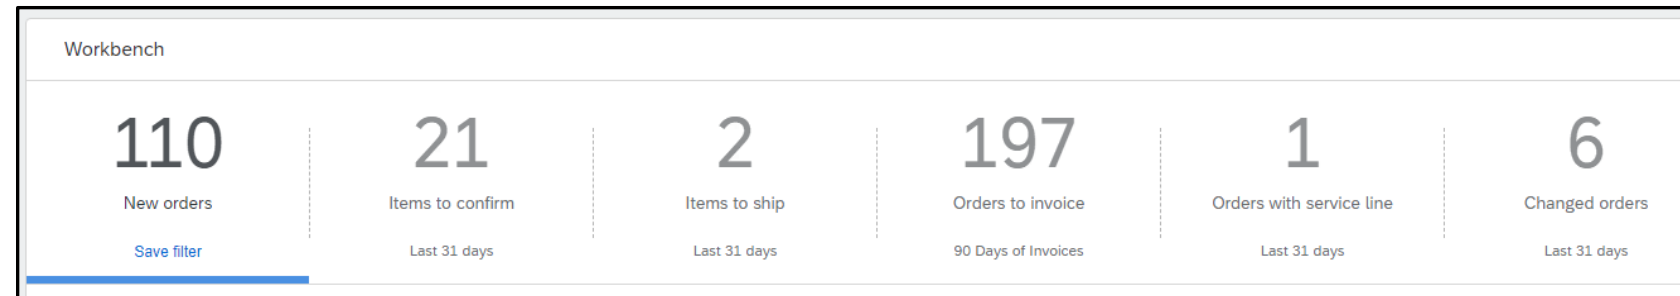 Workbench
110
21
2
197
1
6
New orders
Items to confirm
Items to ship
Orders to invoice
Orders with service line
Changed orders
Save filter
Last 31 days
Last 31 days
90 Days of Invoices
Last 31 days
Last 31 days